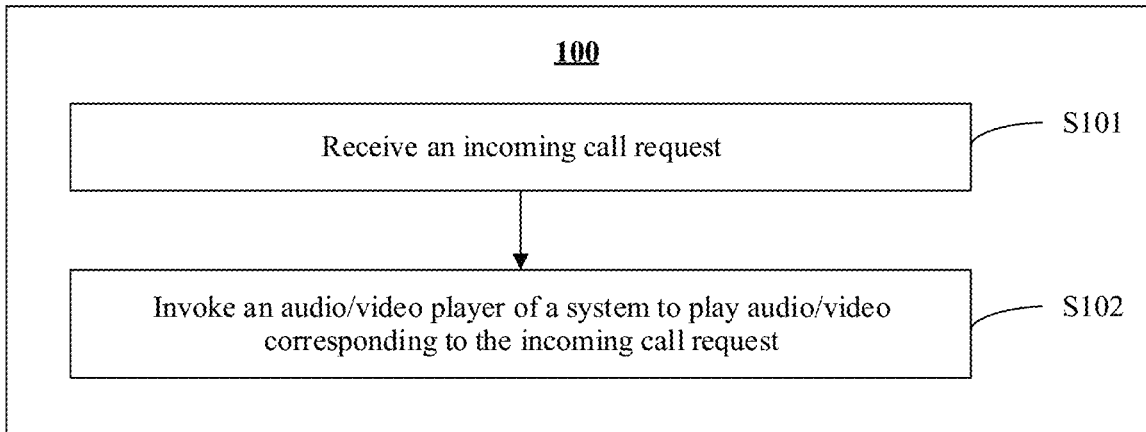 100
Receive an incoming call request
S101
Invoke an audio/video player of a system to play audio/video
corresponding to the incoming call request
S102